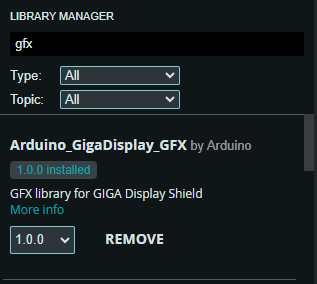 LIBRARY MANAGER
gfx
Type: All
Topic: All
Arduino_GigaDisplay_GFX by Arduino
1.0.0 installed
GFX library for GIGA Display Shield
More info
1.0.0 REMOVE